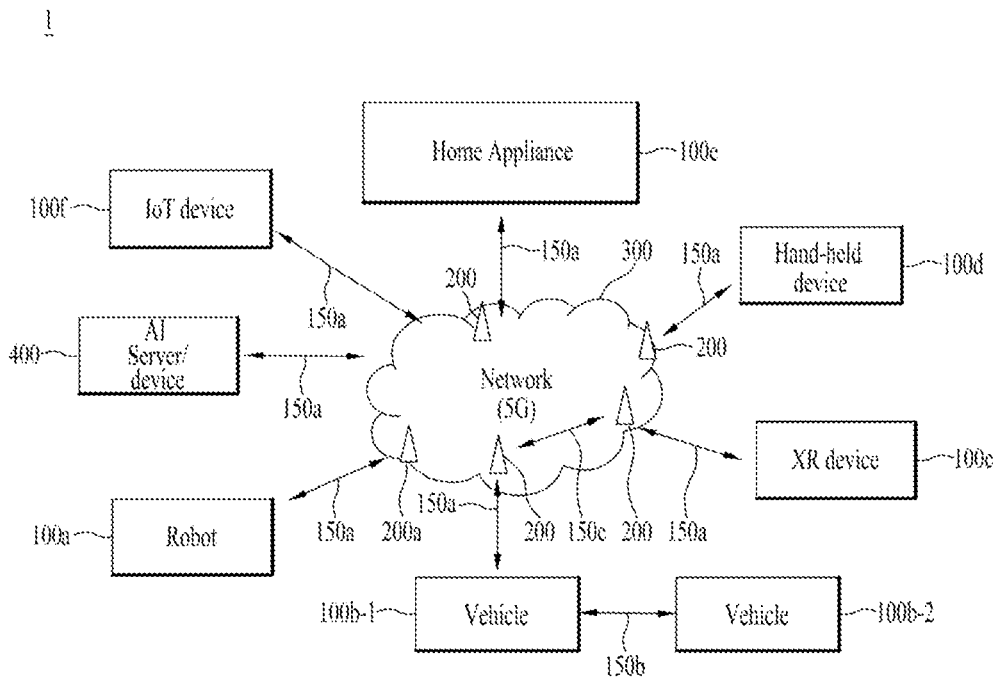 1
Home Appliance
100e
100f
IoT device
150a
150a
200
300
150a
Hand-held
device
100d
400
AI
Server/
device
150a
150a
200
Network
(5G)
XR device
100c
150a
100a
Robot
150a
200a
200
150c
200
150a
100b-1
Vehicle
Vehicle
100b-2
150b